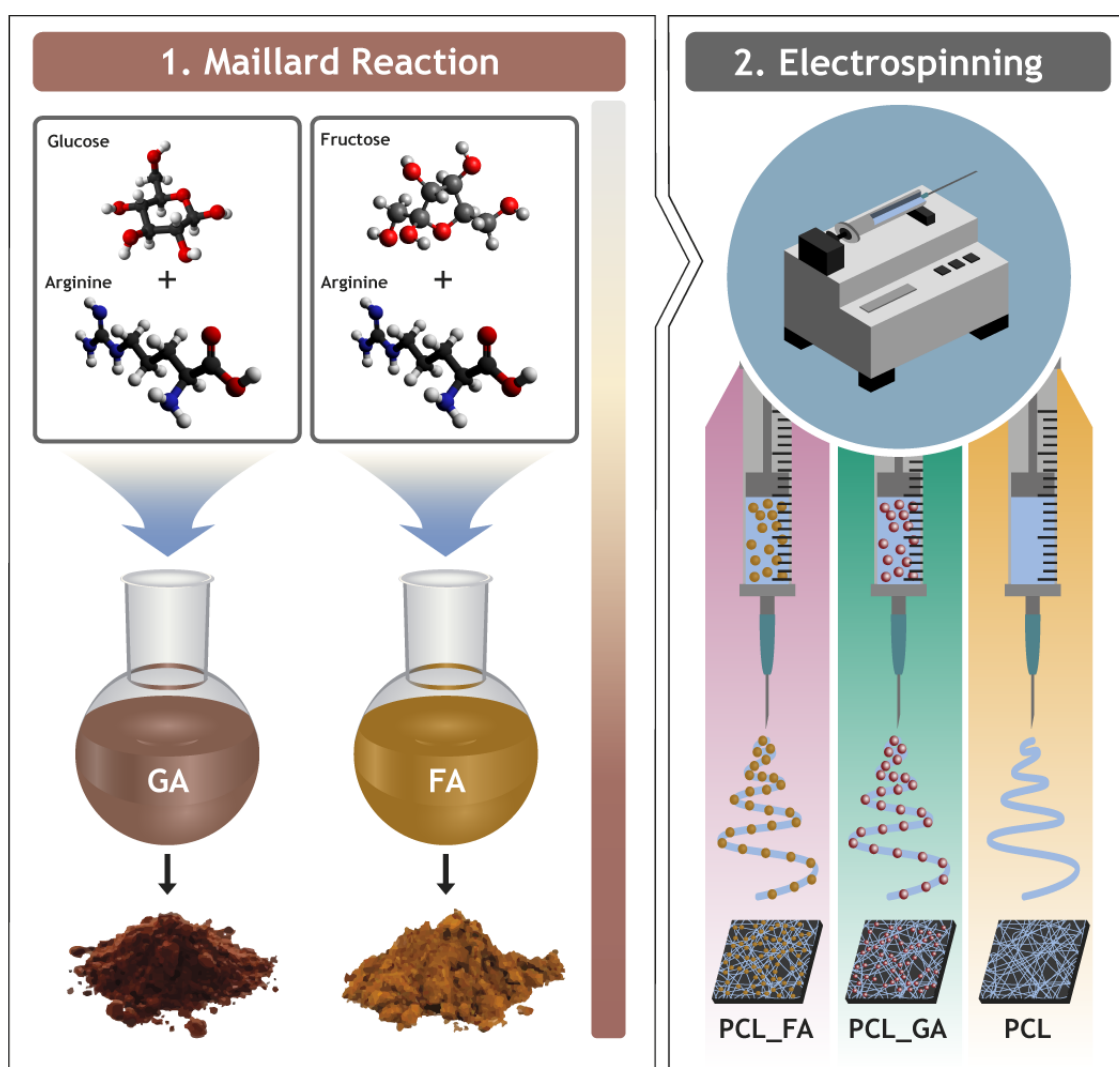 1. Maillard Reaction
Glucose
+
Arginine
Fructose
+
Arginine
GA
FA
2. Electrospinning
PCL_FA
PCL_GA
PCL